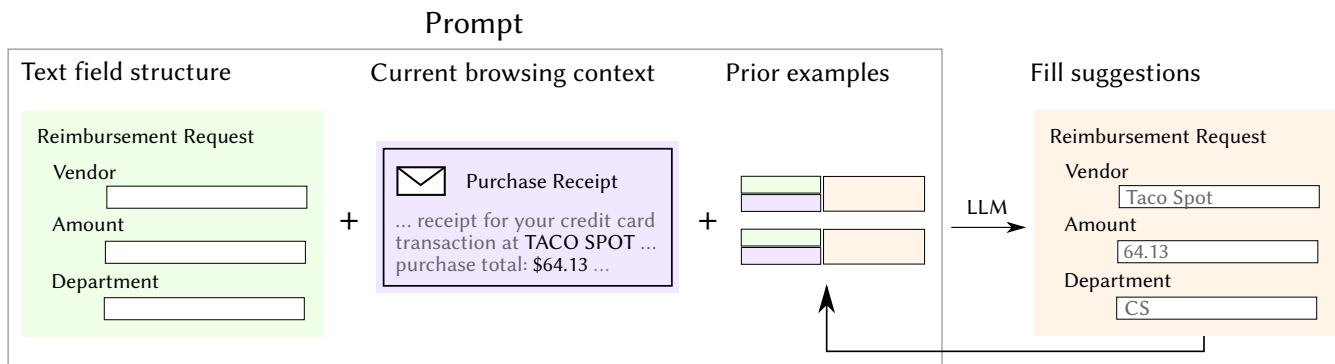 Prompt
Text field structure
Current browsing context
Prior examples
Fill suggestions
Reimbursement Request
Vendor
Amount
Department
+
Purchase Receipt
... receipt for your credit card
transaction at TACO SPOT ...
purchase total: $64.13 ...
+
LLM
Reimbursement Request
Vendor
Taco Spot
Amount
64.13
Department
CS